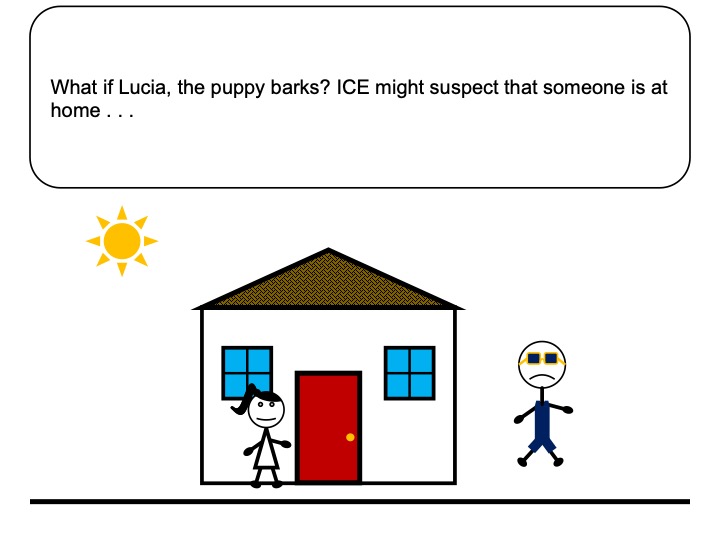 What if Lucia, the puppy barks? ICE might suspect that someone is at
home . . .